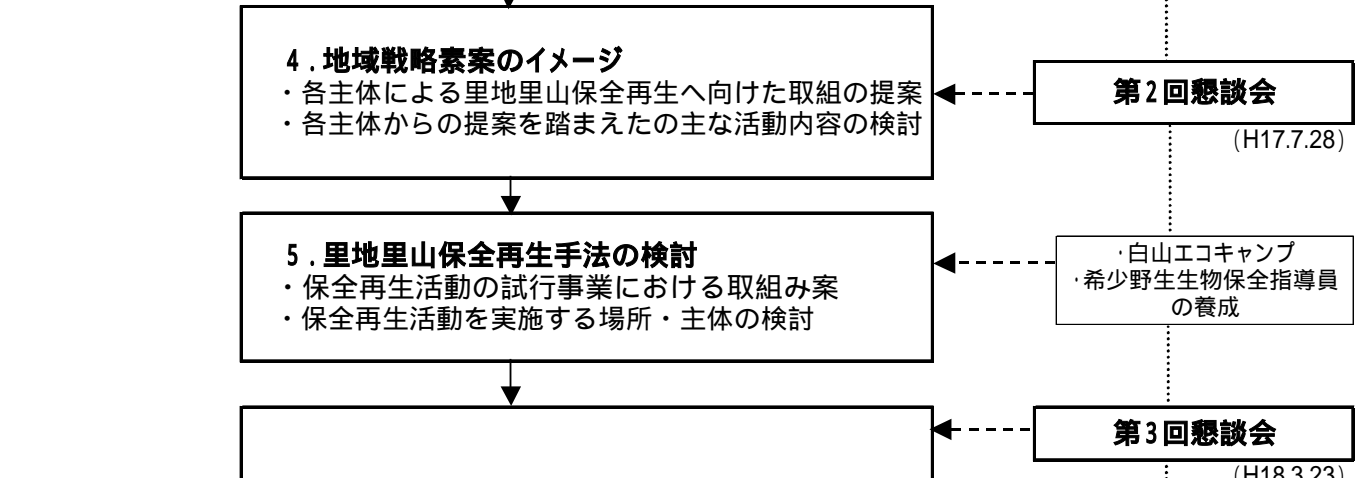 4．地域戦略素案のイメージ
・各主体による里地里山保全再生へ向けた取組の提案
・各主体からの提案を踏まえたの主な活動内容の検討
第2回懇談会
(H17.7.28)
5．里地里山保全再生手法の検討
・保全再生活動の試行事業における取組み案
・保全再生活動を実施する場所・主体の検討
・白山エコキャンプ
・希少野生生物保全指導員
の養成
第3回懇談会
(H18.3.23)